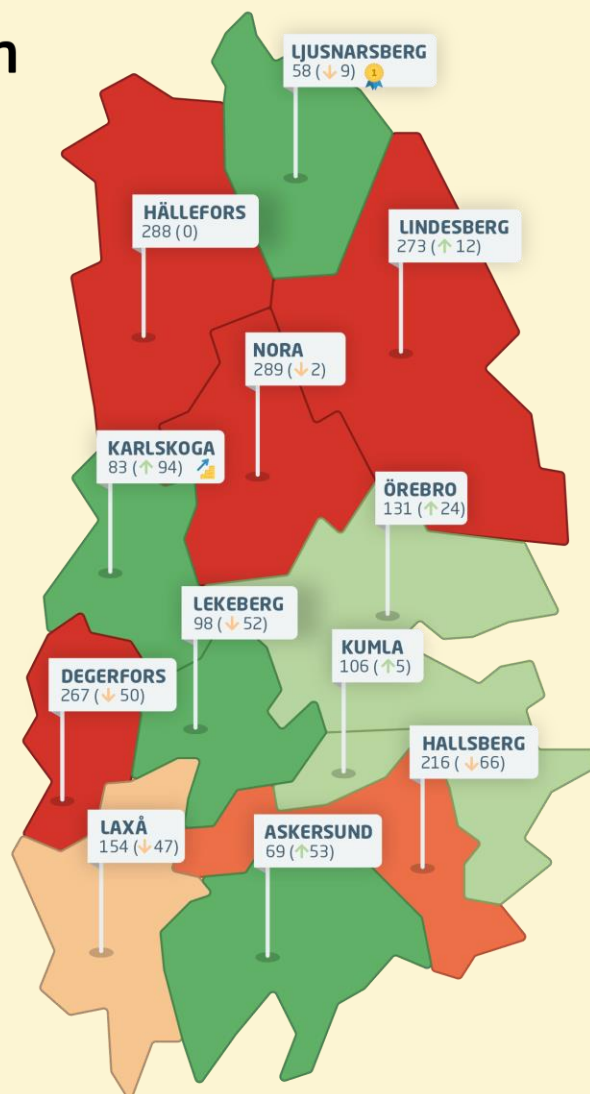 n
LJUSNARSBERG
58 (↓ 9) 1
HÄLLEFORS
288 (0)
LINDESBERG
273 (↑ 12)
NORA
289 (↓ 2)
KARLSKOGA
83 (↑ 94)
ÖREBRO
131 (↑ 24)
LEKEBERG
98 (↓ 52)
KUMLA
106 (↑5)
DEGERFORS
267 (↓ 50)
HALLSBERG
216 ( ↓66)
LAXÅ
154 (↓47)
ASKERSUND
69 (↑53)